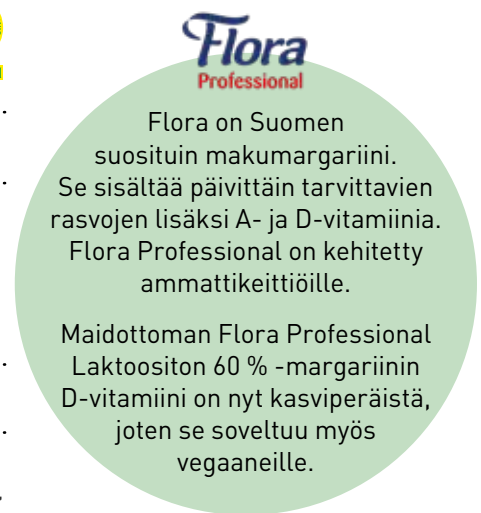 Flora
Professional
Flora on Suomen
suosituin makumargariini.
Se sisältää päivittäin tarvittavien
rasvojen lisäksi A- ja D-vitamiinia.
Flora Professional on kehitetty
ammattikeittiöille.
Maidottoman Flora Professional
Laktoositon 60 % -margariinin
D-vitamiini on nyt kasviperäistä,
joten se soveltuu myös
vegaaneille.